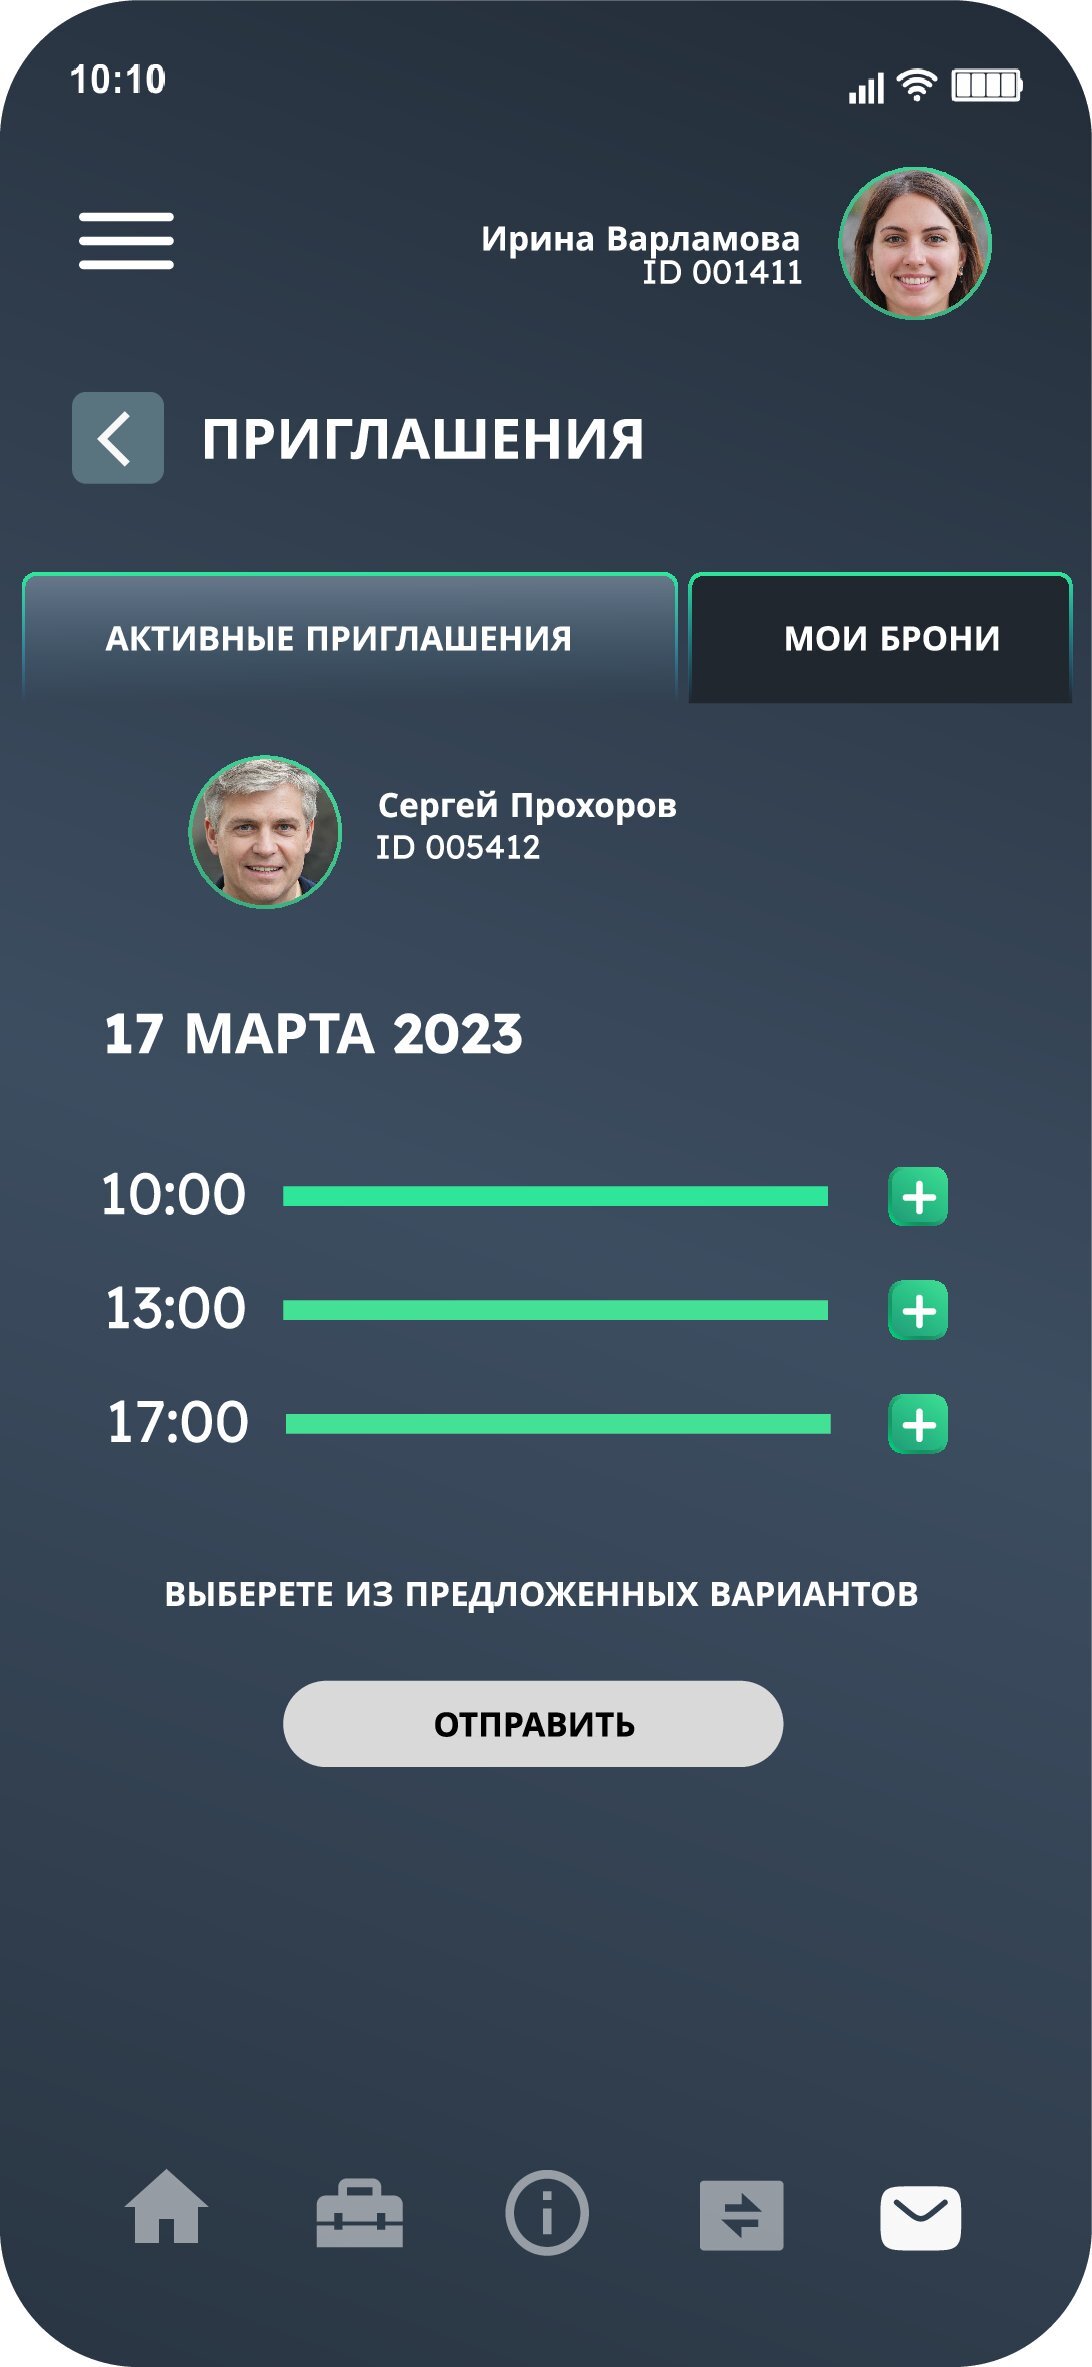 10:10
Ирина Варламова
ID 001411
ПРИГЛАШЕНИЯ
АКТИВНЫЕ ПРИГЛАШЕНИЯ
МОИ БРОНИ
Сергей Прохоров
ID 005412
17 МАРТА 2023
10:00
13:00
17:00
ВЫБЕРЕТЕ ИЗ ПРЕДЛОЖЕННЫХ ВАРИАНТОВ
ОТПРАВИТЬ